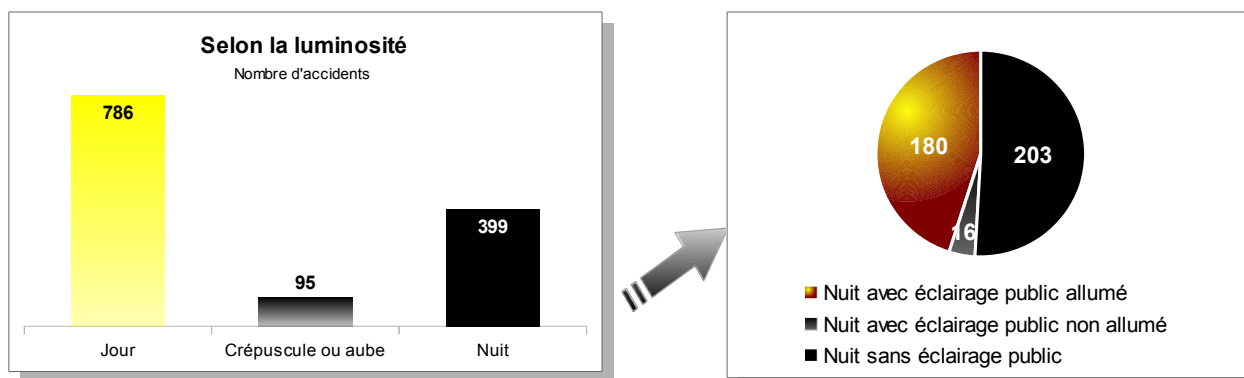 Selon la luminosité
Nombre d'accidents
786
95
399
Jour
Crépuscule ou aube
Nuit
180
203
16
Nuit avec éclairage public allumé
Nuit avec éclairage public non allumé
Nuit sans éclairage public